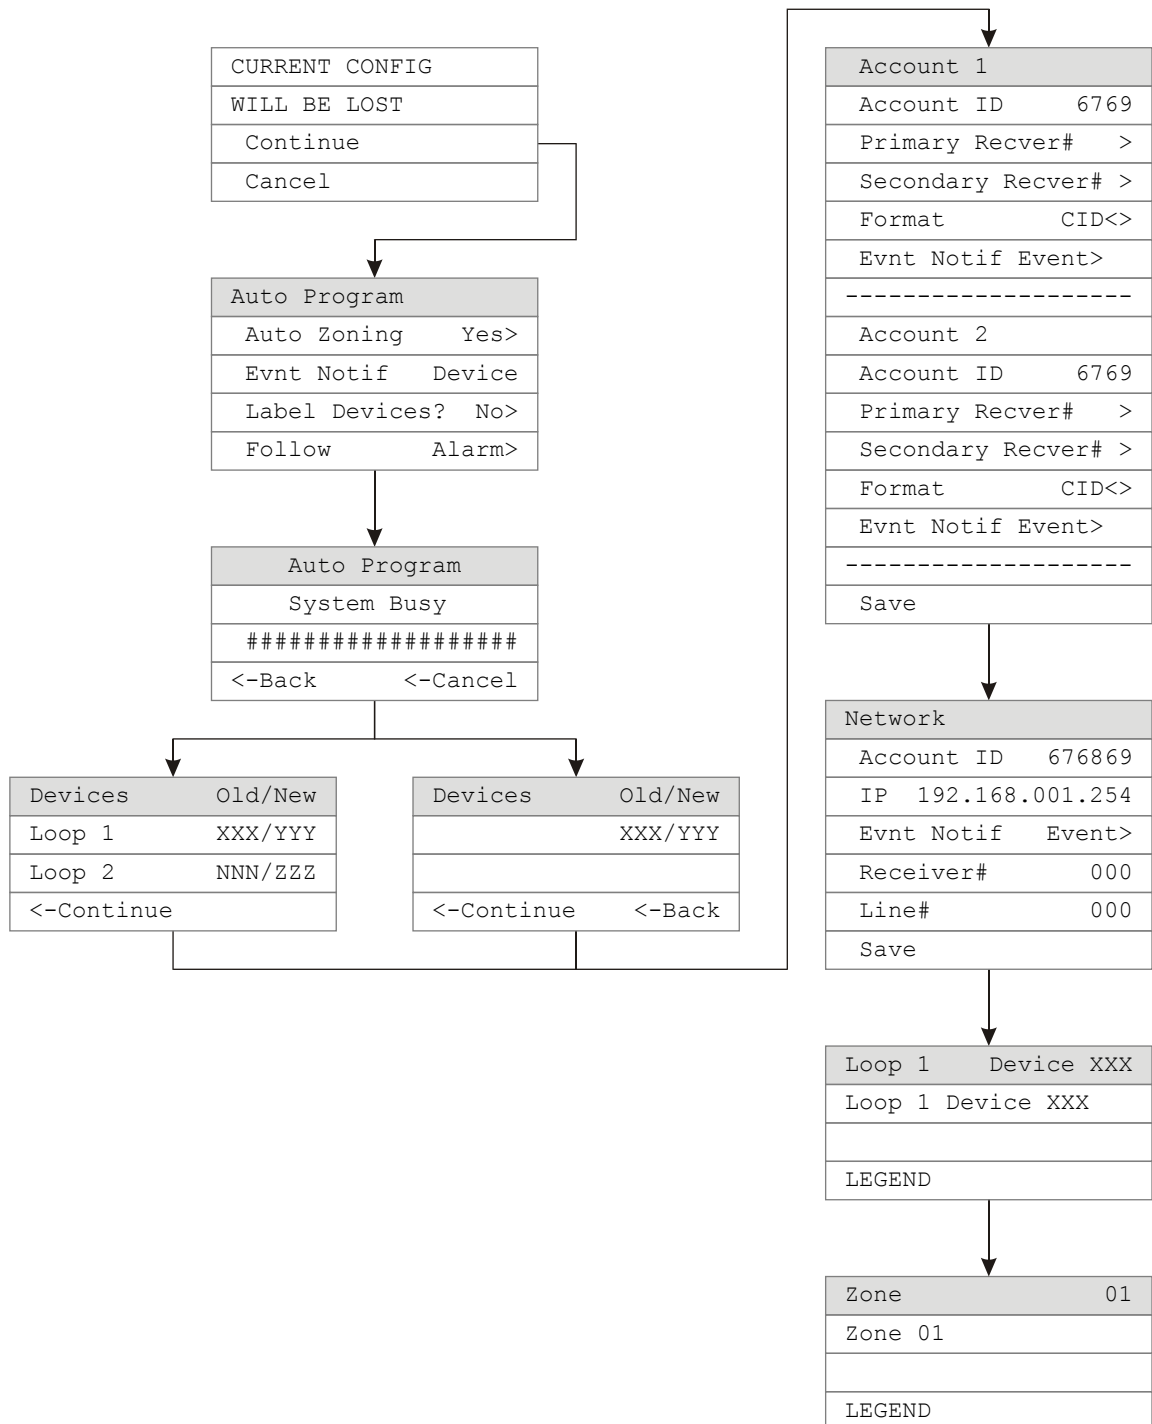 CURRENT CONFIG
WILL BE LOST
Continue
Cancel
Auto Program
Auto Zoning Yes>
Evnt Notif Device
Label Devices? No>
Follow Alarm>
Auto Program
System Busy
###################
<-Back <-Cancel
Devices Old/New
Loop 1 XXX/YYY
Loop 2 NNN/ZZZ
<-Continue
Devices Old/New
XXX/YYY
<-Continue <-Back
Account 1
Account ID 6769
Primary Recver# >
Secondary Recver# >
Format CID<>
Evnt Notif Event>
--------------------
Account 2
Account ID 6769
Primary Recver# >
Secondary Recver# >
Format CID<>
Evnt Notif Event>
--------------------
Save
Network
Account ID 676869
IP 192.168.001.254
Evnt Notif Event>
Receiver# 000
Line# 000
Save
Loop 1 Device XXX
Loop 1 Device XXX
LEGEND
Zone 01
Zone 01
LEGEND